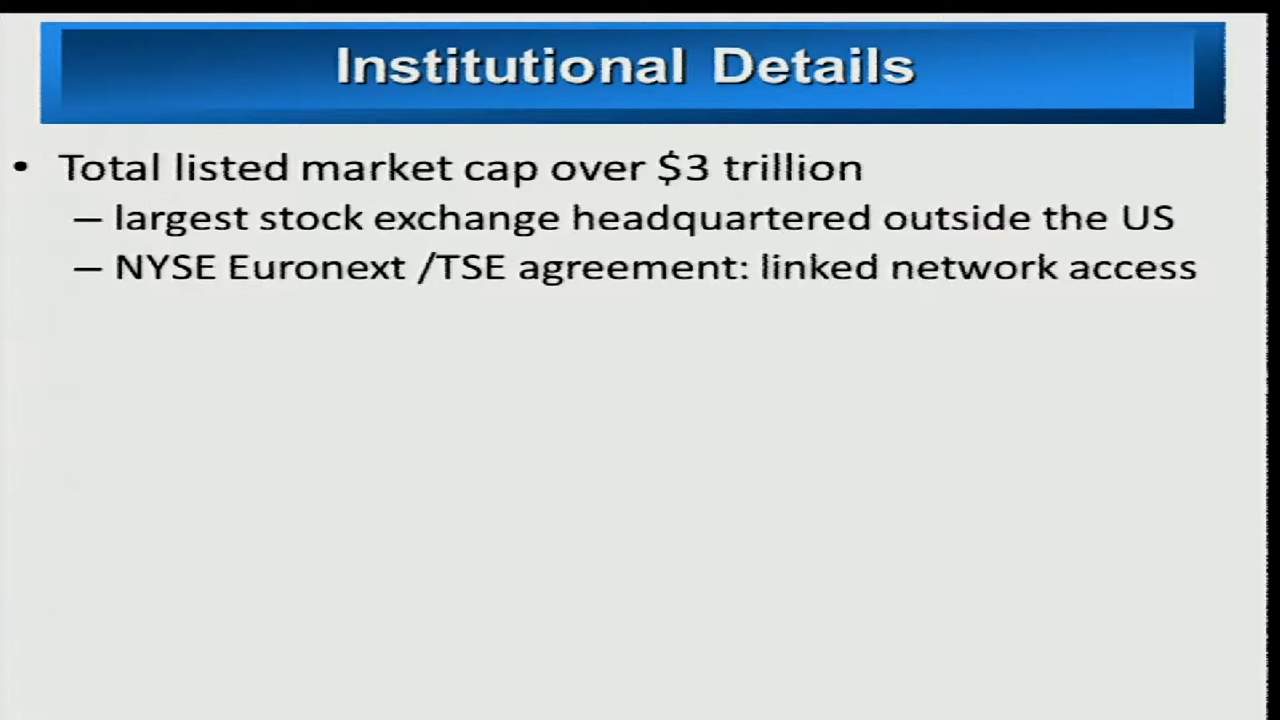 Institutional Details
• Total listed market cap over $3 trillion
– largest stock exchange headquartered outside the US
– NYSE Euronext /TSE agreement: linked network access